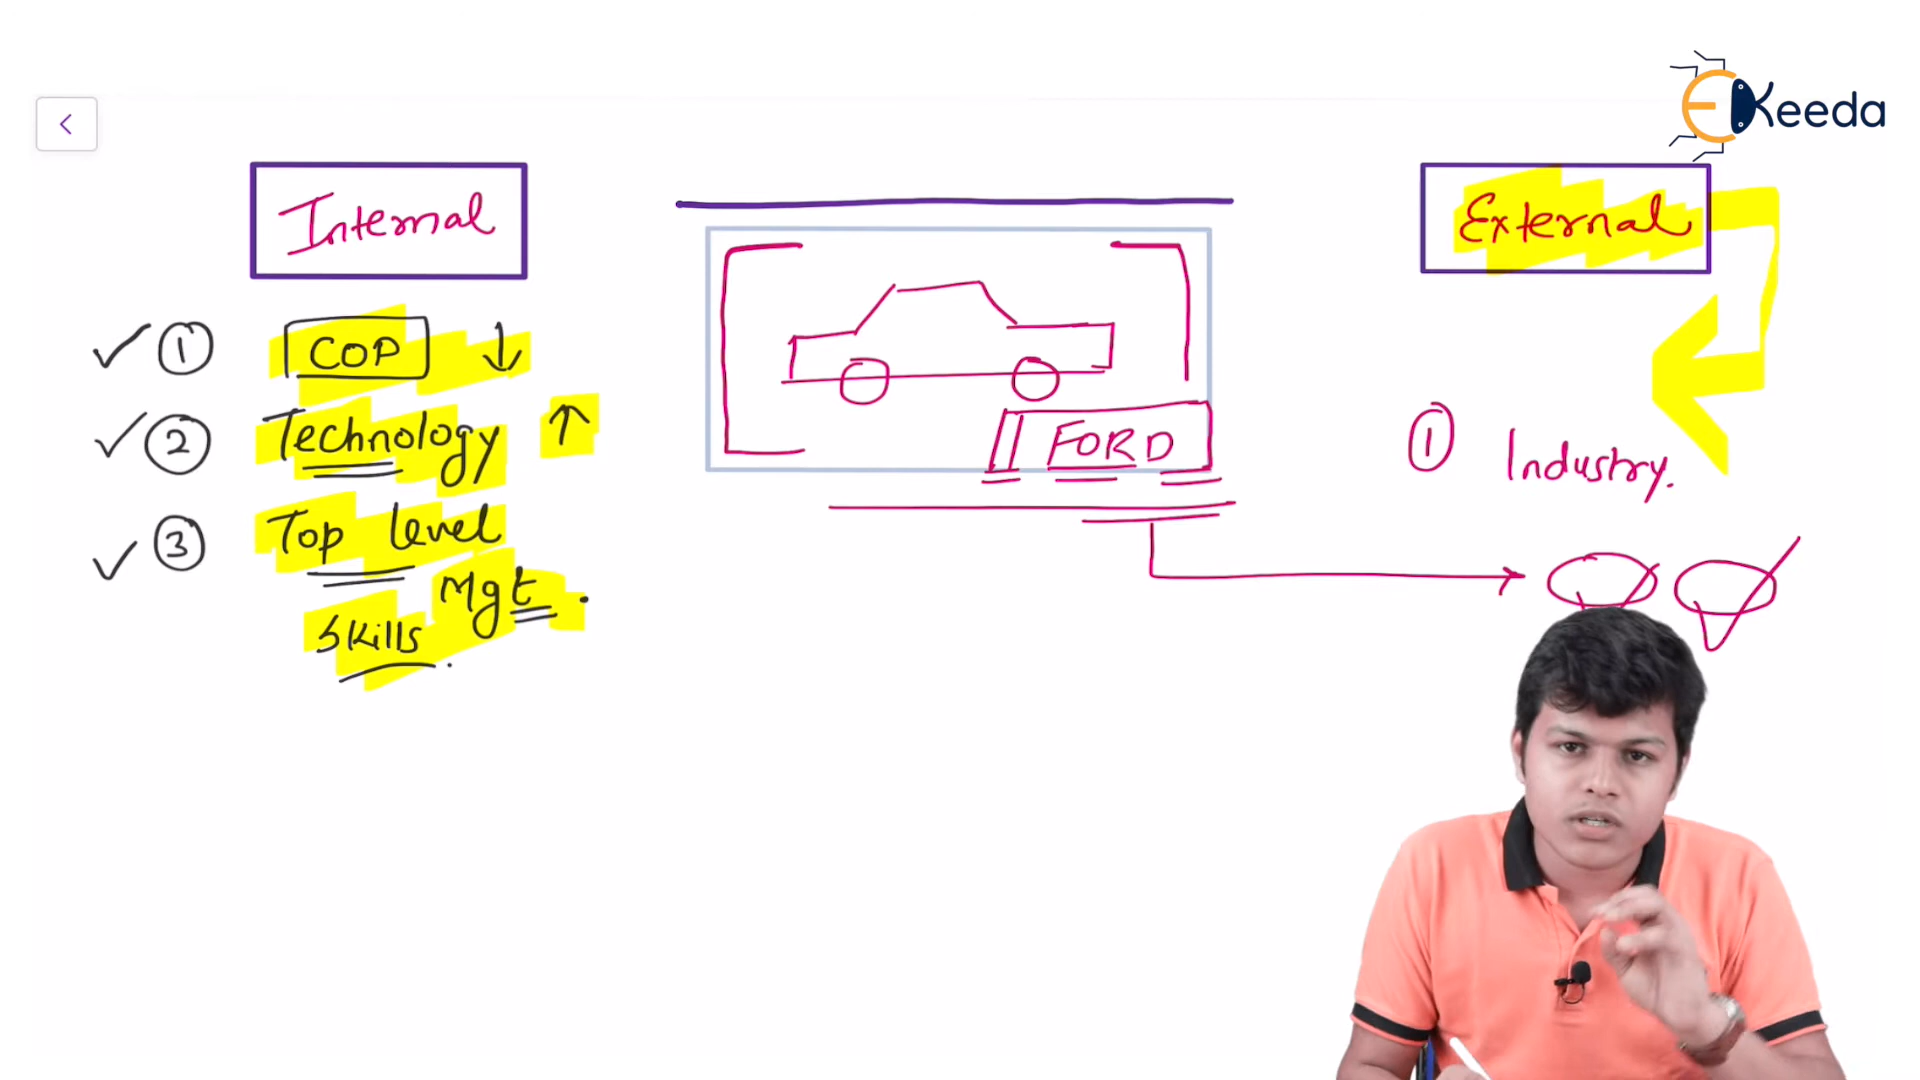 EKeeda
Internal
External
① COP ↓
② Technology ↑
③ Top level
Mgt.
Skills.
FORD
① Industry.